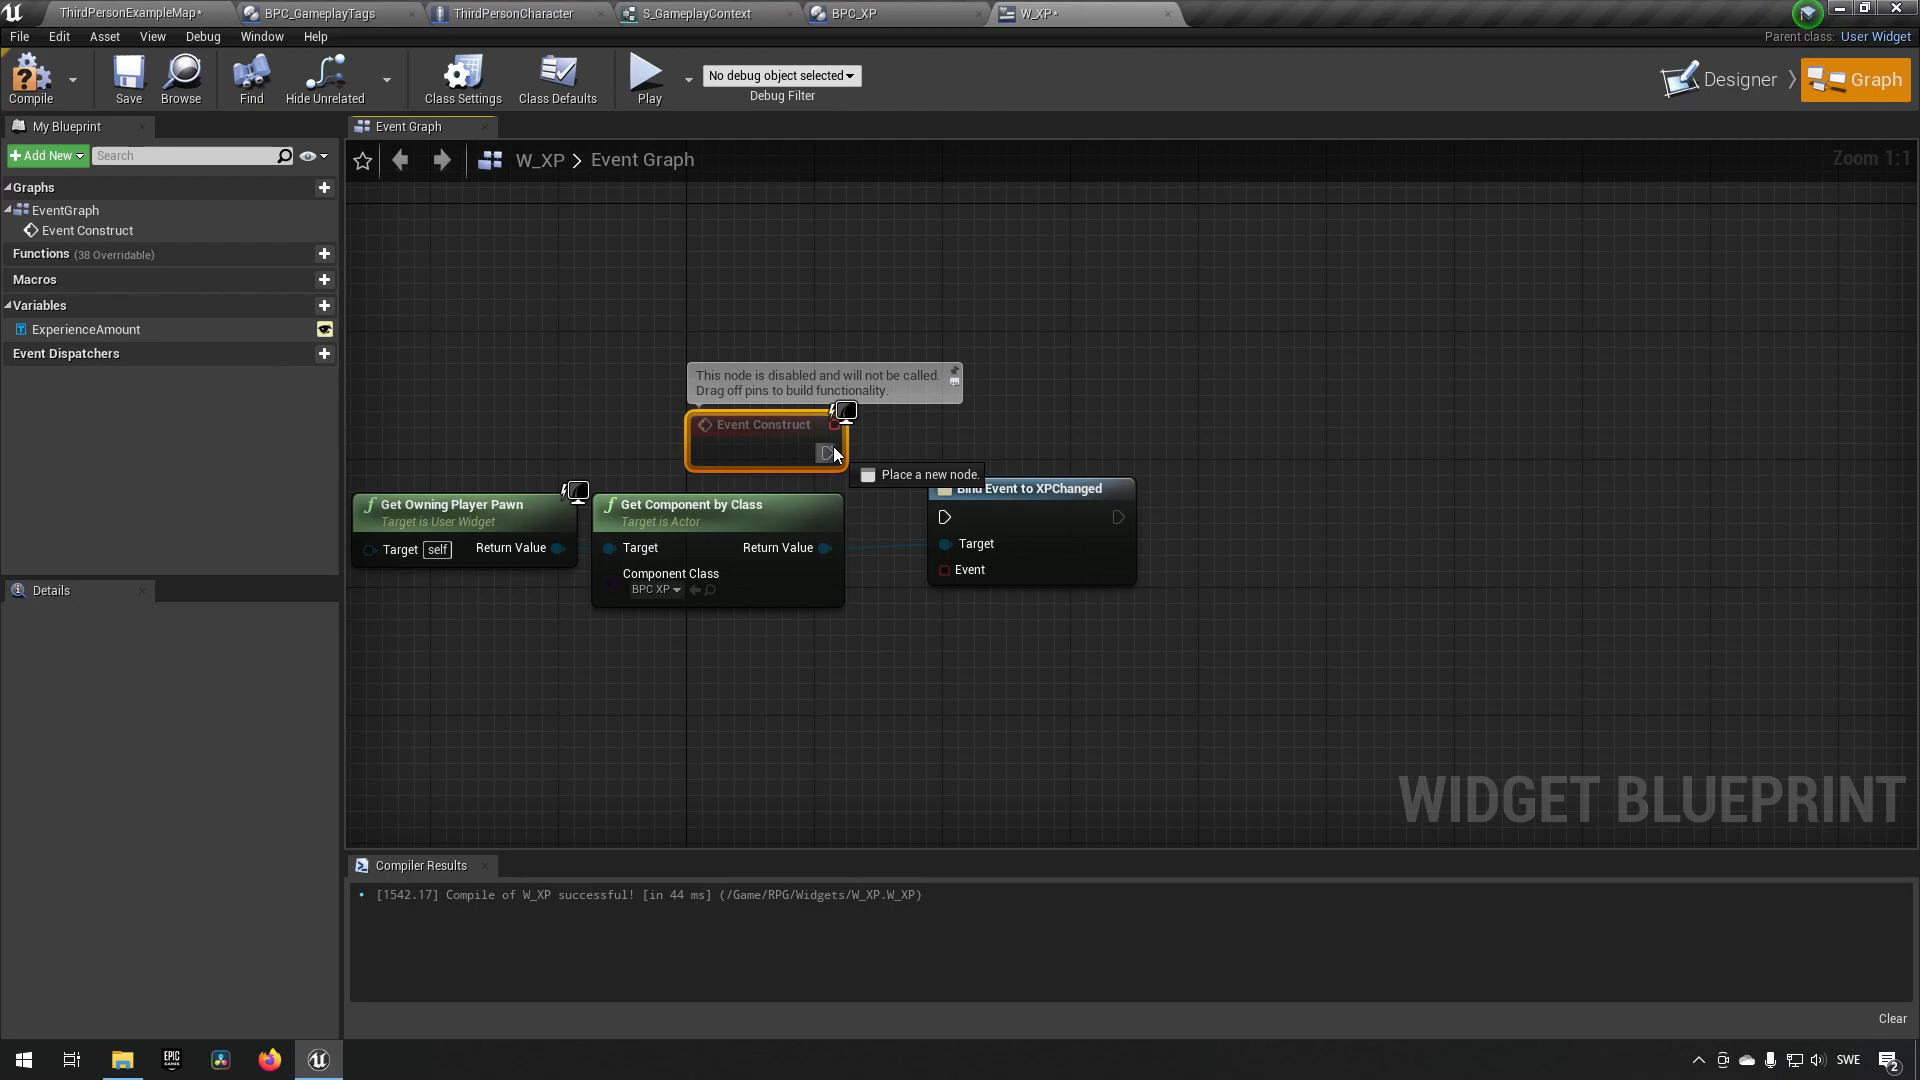 ThirdPersonExampleMap*
BPC_GameplayTags
ThirdPersonCharacter
S_GameplayContext
BPC_XP
W_XP*
File Edit Asset View Debug Window Help
Parent class: User Widget
Compile
Save
Browse
Find
Hide Unrelated
Class Settings
Class Defaults
Play
No debug object selected
Debug Filter
Designer
Graph
My Blueprint
Event Graph
Add New
Search
W_XP > Event Graph
Zoom 1:1
Graphs
EventGraph
Event Construct
Functions (38 Overridable)
Macros
Variables
ExperienceAmount
Event Dispatchers
This node is disabled and will not be called.
Drag off pins to build functionality.
Event Construct
Place a new node.
Bind Event to XPChanged
Target
Event
Get Owning Player Pawn
Target is User Widget
Target self Return Value
Get Component by Class
Target is Actor
Target Return Value
Component Class
BPC XP
Details
WIDGET BLUEPRINT
Compiler Results
[1542.17] Compile of W_XP successful! [in 44 ms] (/Game/RPG/Widgets/W_XP.W_XP)
Clear
EPIC
GAMES
SWE
2